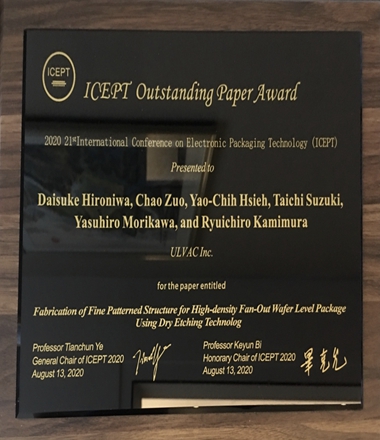 ICEPT
ICEPT Outstanding Paper Award
2020 21stInternational Conference on Electronic Packaging Technology (ICEPT)
Presented to
Daisuke Hironiwa, Chao Zuo, Yao-Chih Hsieh, Taichi Suzuki,
Yasuhiro Morikawa, and Ryuichiro Kamimura
ULVAC Inc.
for the paper entitled
Fabrication of Fine Patterned Structure for High-density Fan-Out Wafer Level Package
Using Dry Etching Technolog
Professor Tianchun Ye
General Chair of ICEPT 2020
August 13, 2020
Professor Keyun Bi
Honorary Chair of ICEPT 2020
August 13, 2020